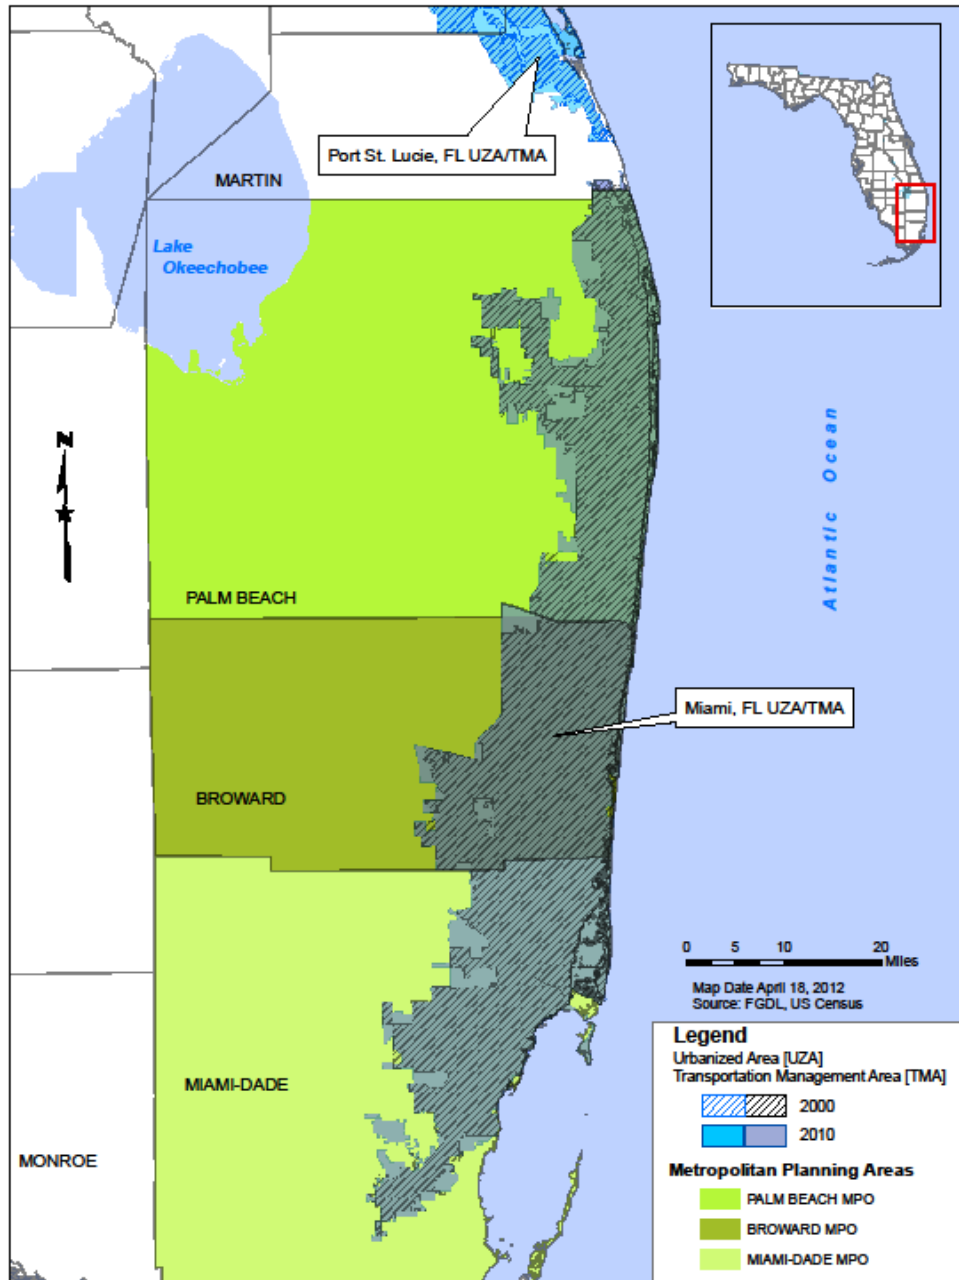 Port St. Lucie, FL UZA/TMA
MARTIN
Lake
Okeechobee
N
Atlantic Ocean
PALM BEACH
Miami, FL UZA/TMA
BROWARD
0 5 10 20
Miles
Map Date April 18, 2012
Source: FGDL, US Census
MIAMI-DADE
MONROE
Legend
Urbanized Area [UZA]
Transportation Management Area [TMA]
2000
2010
Metropolitan Planning Areas
PALM BEACH MPO
BROWARD MPO
MIAMI-DADE MPO